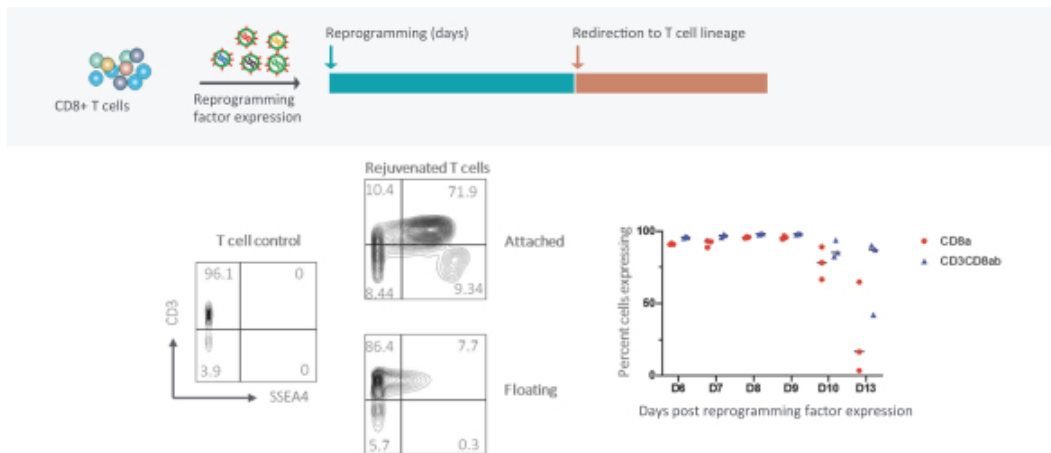 Reprogramming (days)
Redirection to T cell lineage
CD8+ T cells
Reprogramming
factor expression
Rejuvenated T cells
10.4
71.9
Attached
8.44
9.34
T cell control
96.1
0
CD3
3.9
0
SSEA4
86.4
7.7
Floating
5.7
0.3
Percent cells expressing
100
50
0
D6
D7
D8
D9
D10
D13
Days post reprogramming factor expression
CD8a
CD3CD8ab